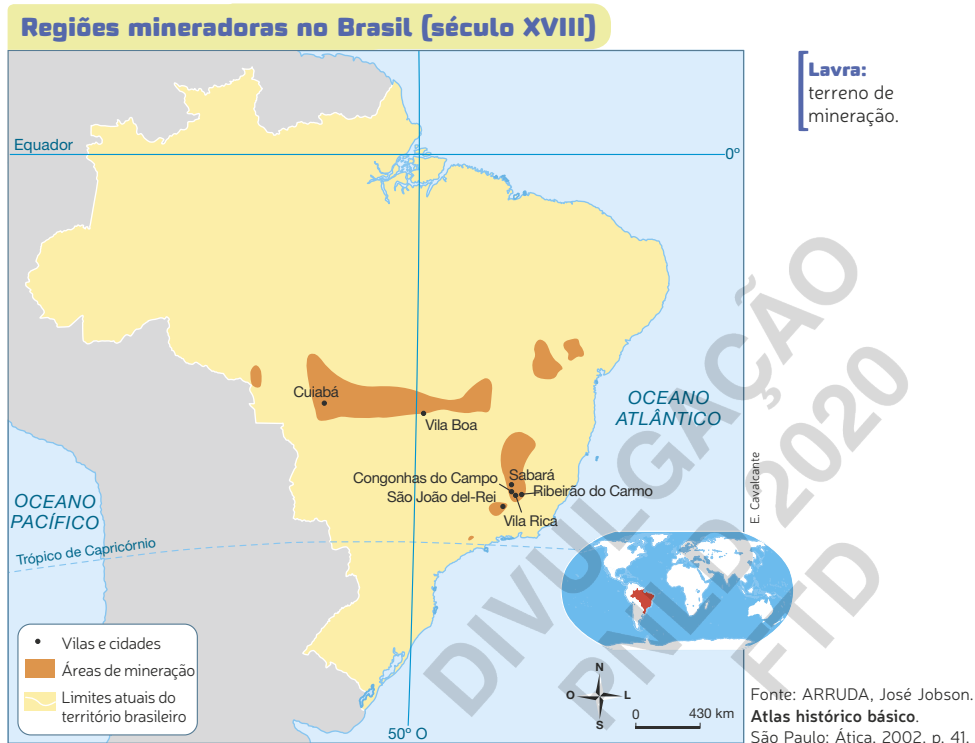 Regiões mineradoras no Brasil (século XVIII)
Lavra:
terreno de
mineração.
Equador
0º
Cuiabá
Vila Boa
OCEANO
ATLÂNTICO
Congonhas do Campo
Sabará
São João del-Rei
Ribeirão do Carmo
Vila Rica
OCEANO
PACÍFICO
Trópico de Capricórnio
E. Cavalcante
Vilas e cidades
Áreas de mineração
Limites atuais do
território brasileiro
50º O
N
O
L
S
0
430 km
Fonte: ARRUDA, José Jobson.
Atlas histórico básico.
São Paulo: Ática, 2002. p. 41.
DIVULGAÇÃO
PNLD 2020
FTD